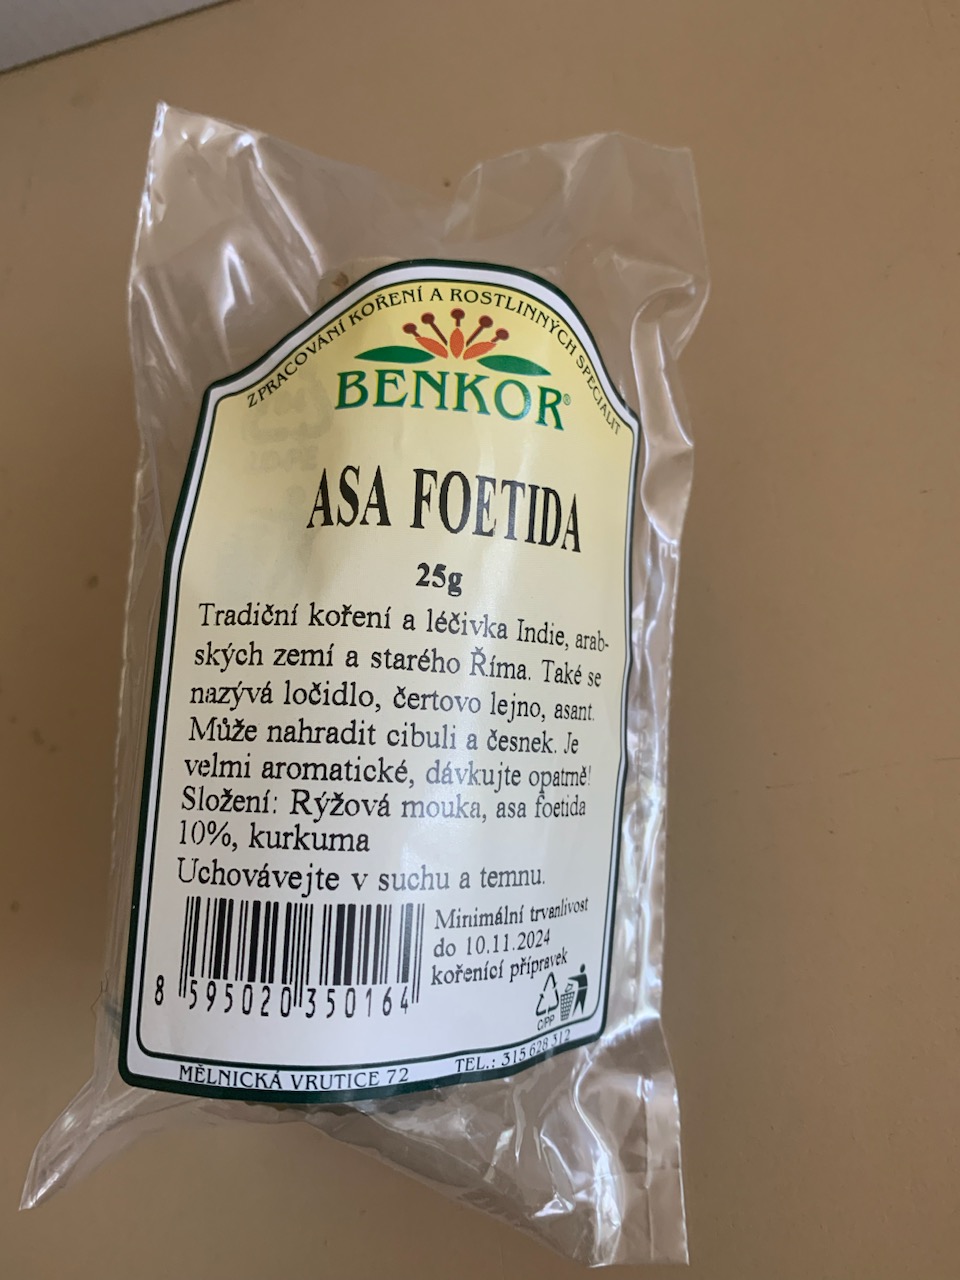 ZPRACOVÁNÍ KOŘENÍ A ROSTLINNÝCH SPECIALIT
BENKOR®
ASA FOETIDA
25g
Tradiční koření a léčivka Indie, arab-
ských zemí a starého Říma. Také se
nazývá ločidlo, čertovo lejno, asant.
Může nahradit cibuli a česnek. Je
velmi aromatické, dávkujte opatrně!
Složení: Rýžová mouka, asa foetida
10%, kurkuma
Uchovávejte v suchu a temnu.
Minimální trvanlivost
do 10.11.2024
kořenící přípravek
8 595020 350164
C/PP
MĚLNICKÁ VRUTICE 72 TEL.: 315 628 312